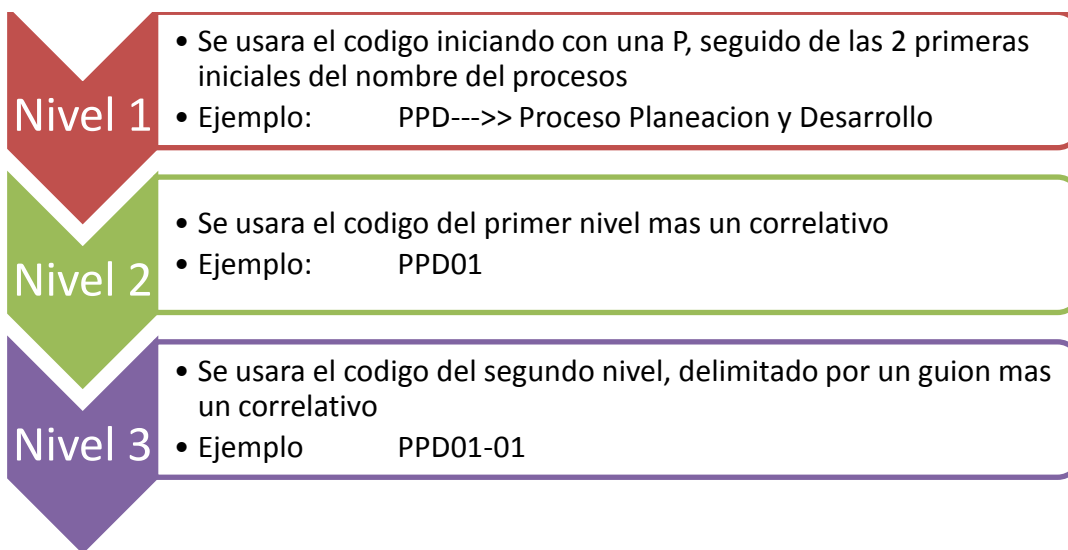 Nivel 1
• Se usara el codigo iniciando con una P, seguido de las 2 primeras
iniciales del nombre del procesos
• Ejemplo: PPD--->> Proceso Planeacion y Desarrollo
Nivel 2
• Se usara el codigo del primer nivel mas un correlativo
• Ejemplo: PPD01
Nivel 3
• Se usara el codigo del segundo nivel, delimitado por un guion mas
un correlativo
• Ejemplo PPD01-01